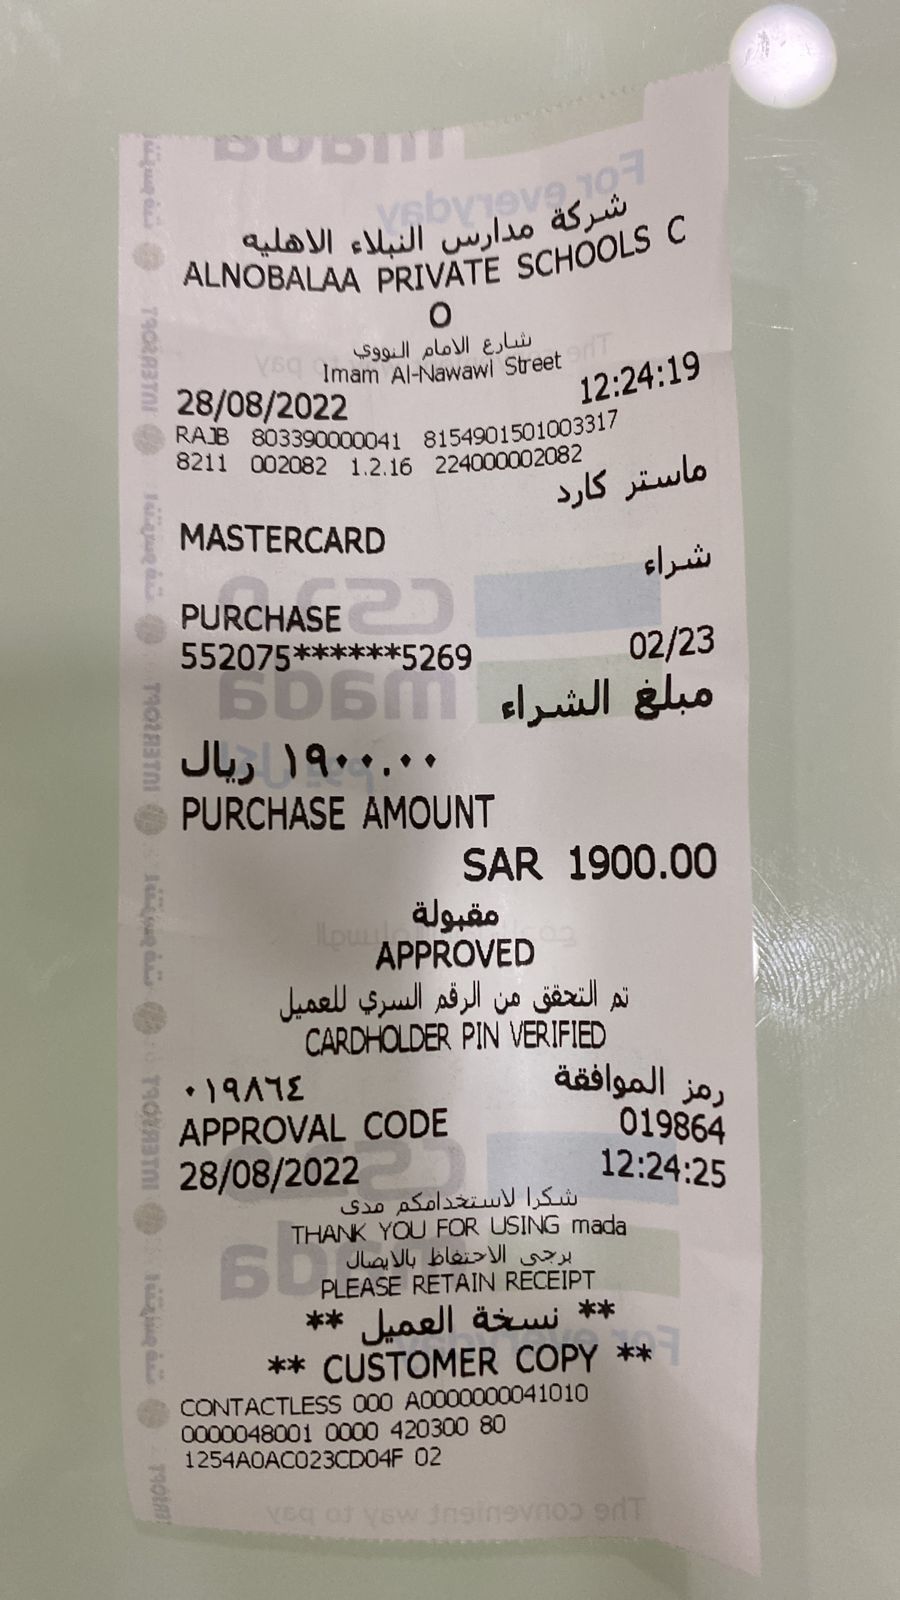 شركة مدارس النبلاء الاهليه
ALNOBALAA PRIVATE SCHOOLS C
O
شارع الامام النووي
Imam Al-Nawawi Street
28/08/2022 12:24:19
RAJB 803390000041 8154901501003317
8211 002082 1.2.16 224000002082
ماستر كارد
MASTERCARD
شراء
PURCHASE
552075******5269 02/23
مبلغ الشراء
١٩٠٠.٠٠ ريال
PURCHASE AMOUNT
SAR 1900.00
مقبولة
APPROVED
تم التحقق من الرقم السري للعميل
CARDHOLDER PIN VERIFIED
رمز الموافقة ٠١٩٨٦٤
APPROVAL CODE 019864
28/08/2022 12:24:25
شكرا لاستخدامكم مدى
THANK YOU FOR USING mada
يرجى الاحتفاظ بالايصال
PLEASE RETAIN RECEIPT
** نسخة العميل **
** CUSTOMER COPY **
CONTACTLESS 000 A0000000041010
0000048001 0000 420300 80
1254A0AC023CD04F 02